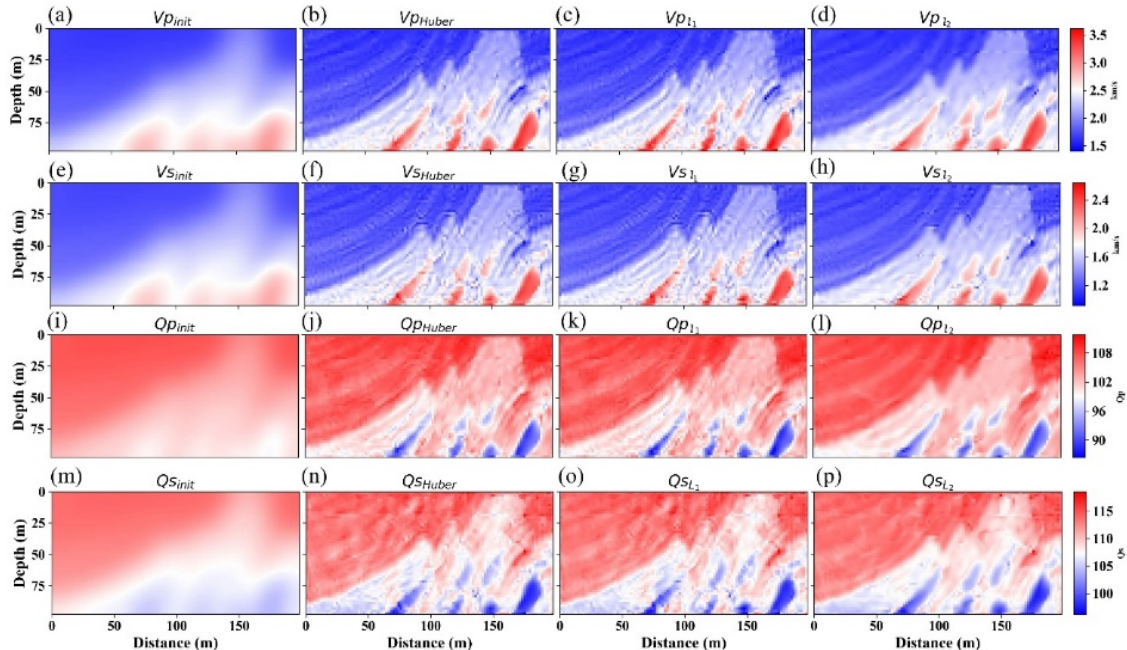 (a) Vp_init (b) Vp_Huber (c) Vp_l1 (d) Vp_l2
0
25
50
75
Depth (m)
3.5
3.0
2.5
2.0
1.5
km/s
(e) Vs_init (f) Vs_Huber (g) Vs_l1 (h) Vs_l2
0
25
50
75
Depth (m)
2.4
2.0
1.6
1.2
km/s
(i) Qp_init (j) Qp_Huber (k) Qp_l1 (l) Qp_l2
0
25
50
75
Depth (m)
108
102
96
90
Qp
(m) Qs_init (n) Qs_Huber (o) Qs_L1 (p) Qs_L2
0
25
50
75
Depth (m)
115
110
105
100
Qs
0 50 100 150 0 50 100 150 0 50 100 150 0 50 100 150
Distance (m) Distance (m) Distance (m) Distance (m)